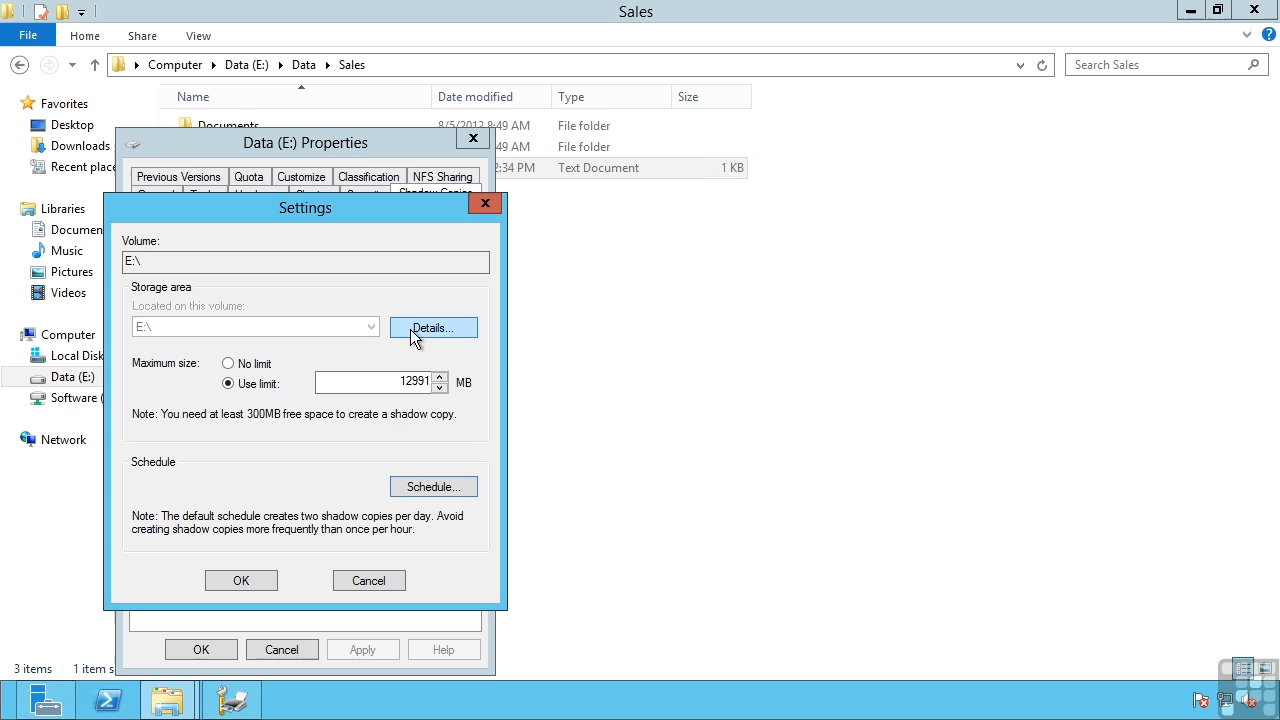 Sales
File Home Share View
Computer Data (E:) Data Sales
Search Sales
Name Date modified Type Size
Favorites
Desktop
Downloads
Recent place
Libraries
Documen
Music
Pictures
Videos
Computer
Local Disk
Data (E:)
Software (
Network
Documents 8/5/2012 8:49 AM File folder
49 AM File folder
2:34 PM Text Document 1 KB
Data (E:) Properties
Previous Versions Quota Customize Classification NFS Sharing
Shadow Copies
Settings
Volume:
E:\
Storage area
Located on this volume:
E:\
Details...
Maximum size: No limit
Use limit: 12991 MB
Note: You need at least 300MB free space to create a shadow copy.
Schedule
Schedule...
Note: The default schedule creates two shadow copies per day. Avoid
creating shadow copies more frequently than once per hour.
OK Cancel
OK Cancel Apply Help
3 items 1 item s